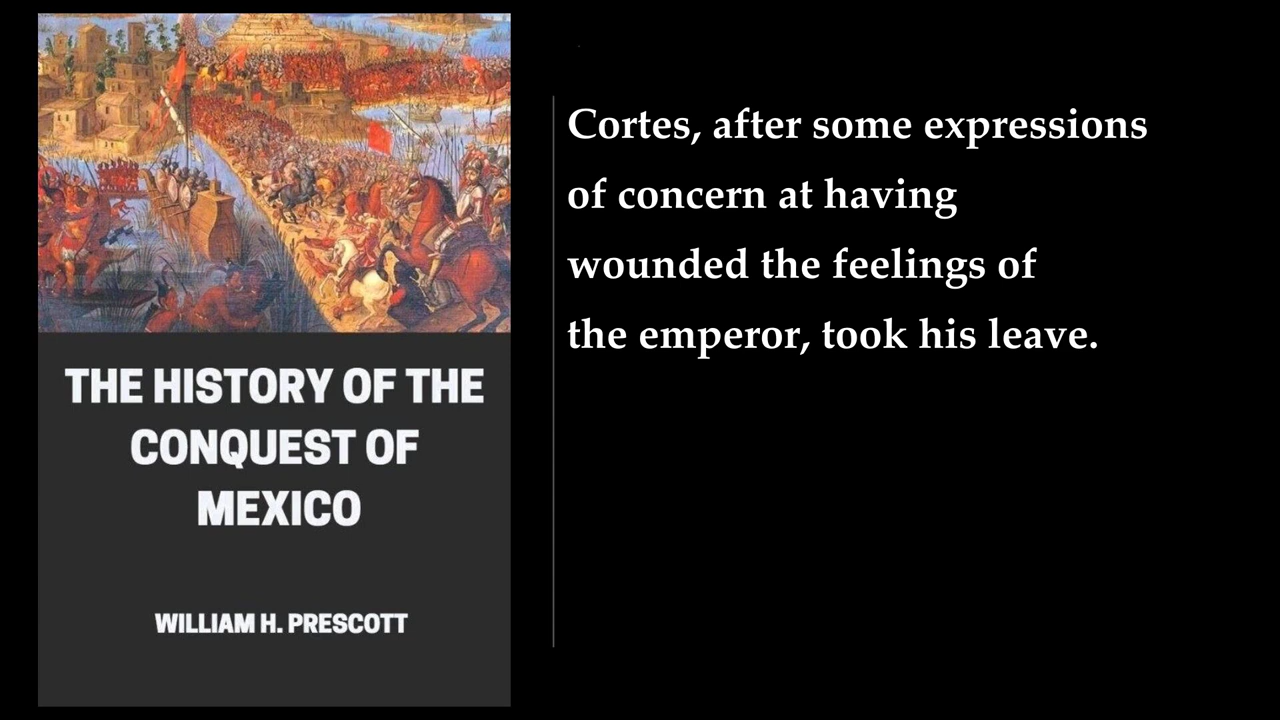 THE HISTORY OF THE
CONQUEST OF
MEXICO
WILLIAM H. PRESCOTT
Cortes, after some expressions
of concern at having
wounded the feelings of
the emperor, took his leave.